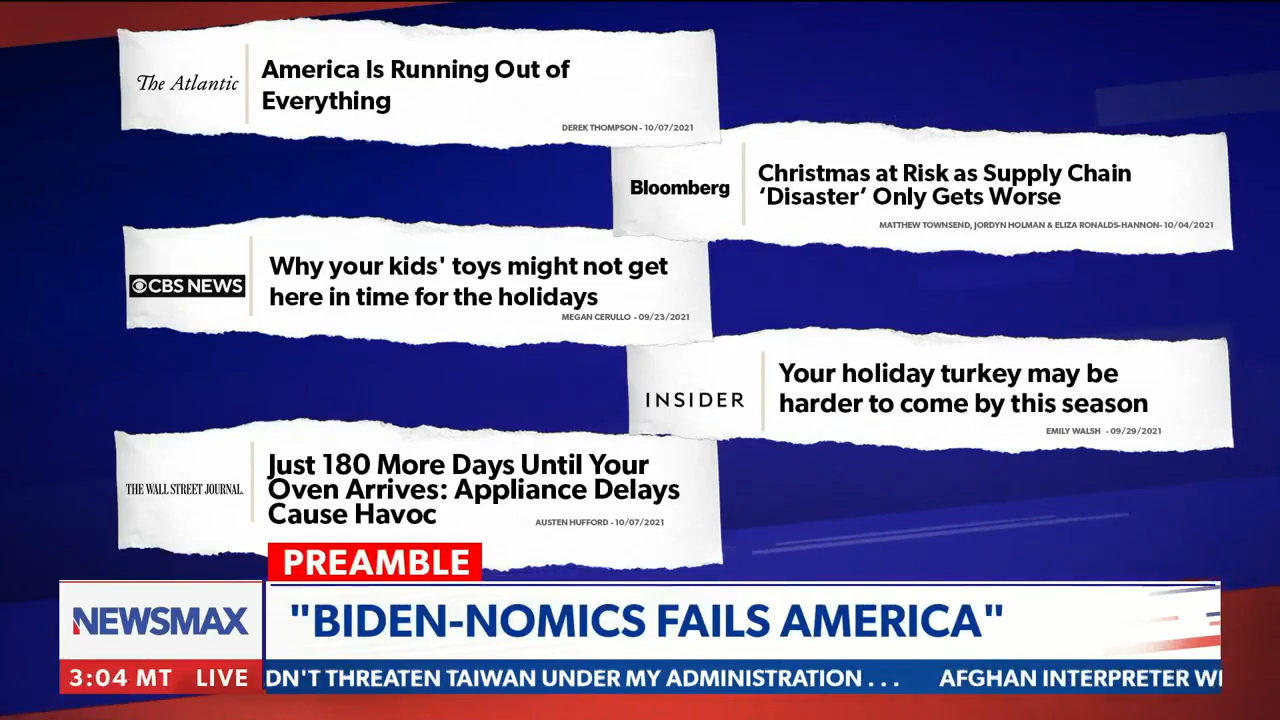 The Atlantic
America Is Running Out of
Everything
DEREK THOMPSON - 10/07/2021
Bloomberg
Christmas at Risk as Supply Chain
‘Disaster’ Only Gets Worse
MATTHEW TOWNSEND, JORDYN HOLMAN & ELIZA RONALDS-HANNON- 10/04/2021
CBS NEWS
Why your kids' toys might not get
here in time for the holidays
MEGAN CERULLO - 09/23/2021
INSIDER
Your holiday turkey may be
harder to come by this season
EMILY WALSH - 09/29/2021
THE WALL STREET JOURNAL.
Just 180 More Days Until Your
Oven Arrives: Appliance Delays
Cause Havoc
AUSTEN HUFFORD - 10/07/2021
PREAMBLE
NEWSMAX
"BIDEN-NOMICS FAILS AMERICA"
3:04 MT LIVE
DN'T THREATEN TAIWAN UNDER MY ADMINISTRATION . . . AFGHAN INTERPRETER WI